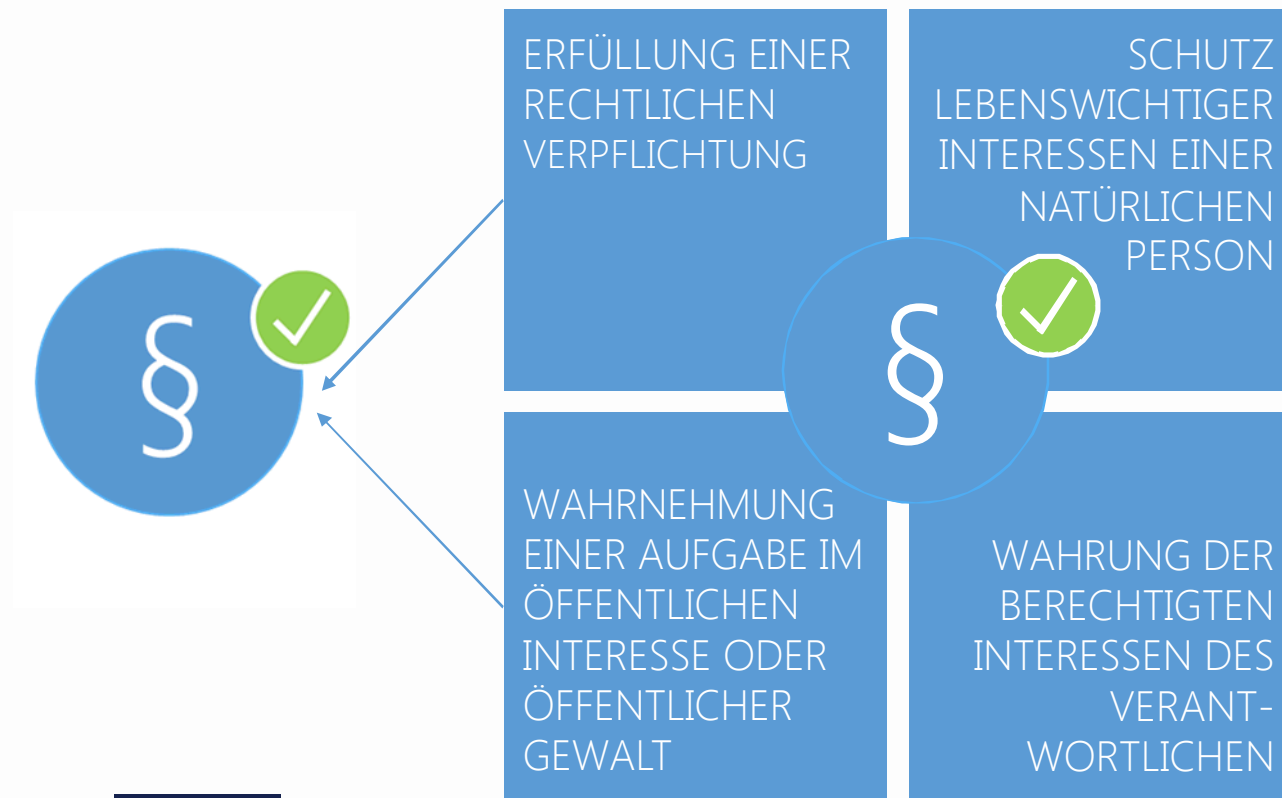 ERFÜLLUNG EINER
RECHTLICHEN
VERPFLICHTUNG
SCHUTZ
LEBENSWICHTIGER
INTERESSEN EINER
NATÜRLICHEN
PERSON
§
§
WAHRNEHMUNG
EINER AUFGABE IM
ÖFFENTLICHEN
INTERESSE ODER
ÖFFENTLICHER
GEWALT
WAHRUNG DER
BERECHTIGTEN
INTERESSEN DES
VERANT-
WORTLICHEN